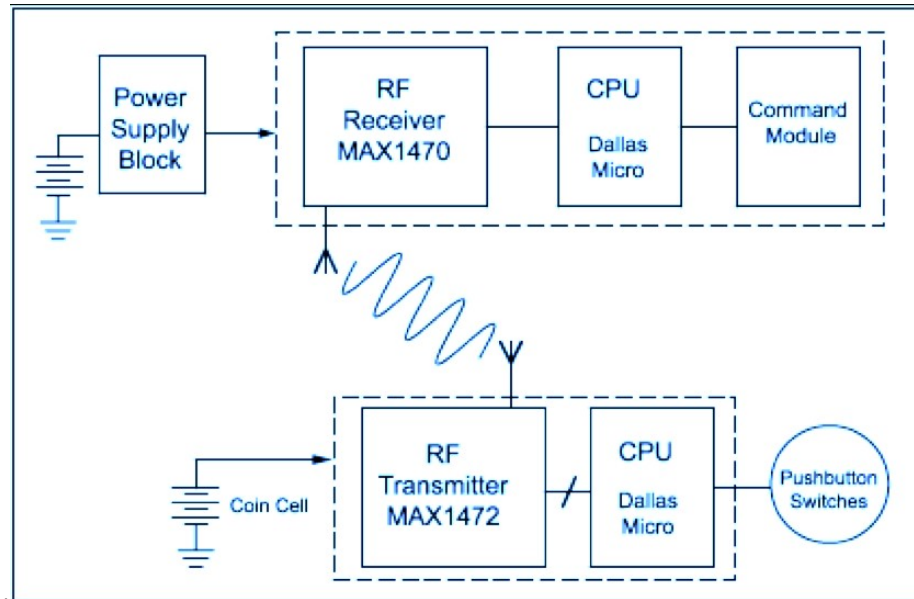 Power
Supply
Block
RF
Receiver
MAX1470
CPU
Dallas
Micro
Command
Module
Coin Cell
RF
Transmitter
MAX1472
CPU
Dallas
Micro
Pushbutton
Switches